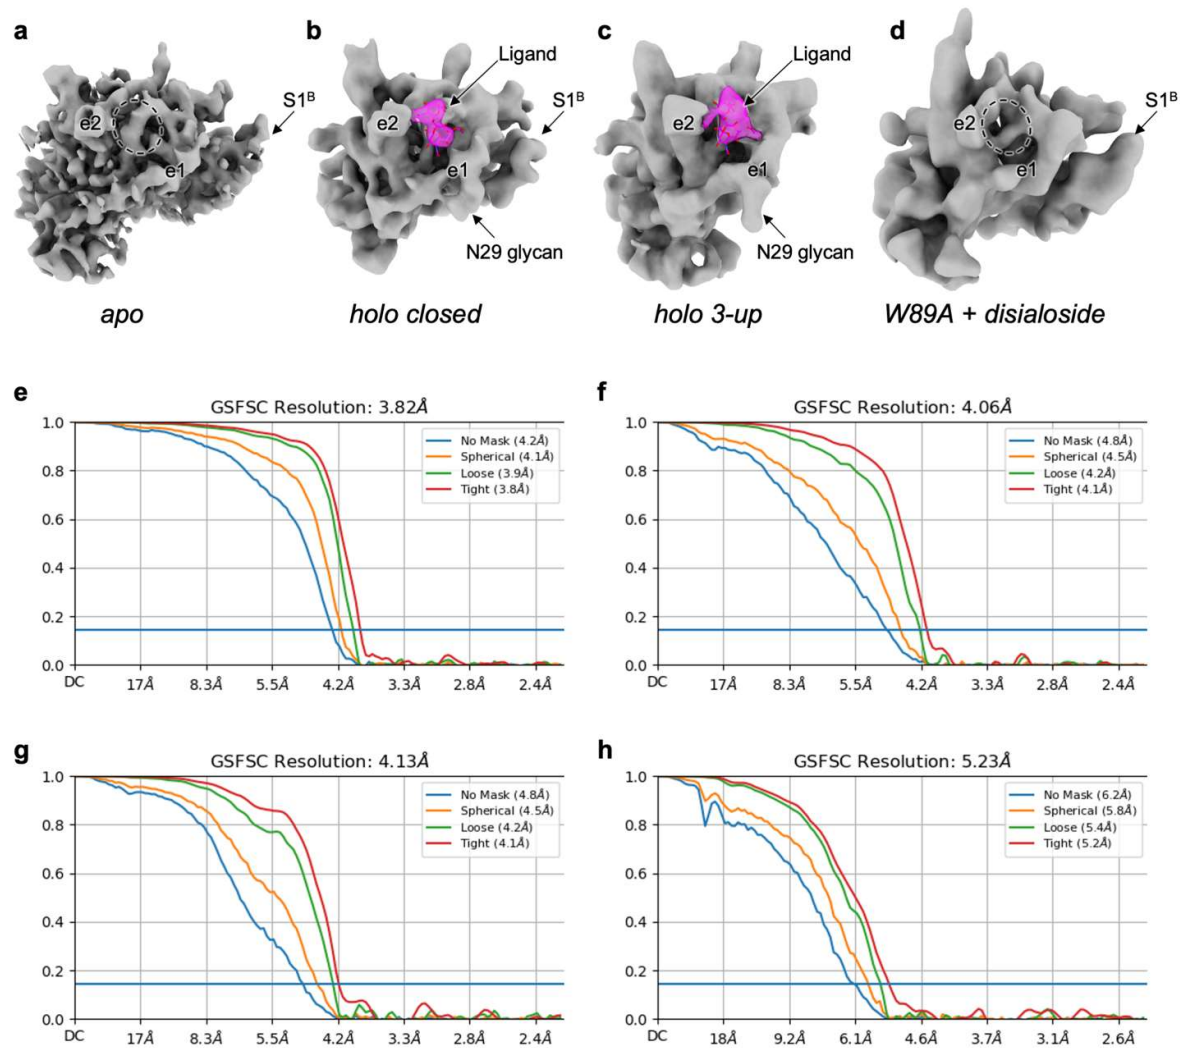 a
b
c
d
Ligand
Ligand
S1ᴮ
S1ᴮ
S1ᴮ
e2
e1
e2
e1
e2
e1
e2
e1
N29 glycan
N29 glycan
apo
holo closed
holo 3-up
W89A + disialoside
e
GSFSC Resolution: 3.82Å
1.0
0.8
0.6
0.4
0.2
0.0
No Mask (4.2Å)
Spherical (4.1Å)
Loose (3.9Å)
Tight (3.8Å)
DC 17Å 8.3Å 5.5Å 4.2Å 3.3Å 2.8Å 2.4Å
f
GSFSC Resolution: 4.06Å
1.0
0.8
0.6
0.4
0.2
0.0
No Mask (4.8Å)
Spherical (4.5Å)
Loose (4.2Å)
Tight (4.1Å)
DC 17Å 8.3Å 5.5Å 4.2Å 3.3Å 2.8Å 2.4Å
g
GSFSC Resolution: 4.13Å
1.0
0.8
0.6
0.4
0.2
0.0
No Mask (4.8Å)
Spherical (4.5Å)
Loose (4.2Å)
Tight (4.1Å)
DC 17Å 8.3Å 5.5Å 4.2Å 3.3Å 2.8Å 2.4Å
h
GSFSC Resolution: 5.23Å
1.0
0.8
0.6
0.4
0.2
0.0
No Mask (6.2Å)
Spherical (5.8Å)
Loose (5.4Å)
Tight (5.2Å)
DC 18Å 9.2Å 6.1Å 4.6Å 3.7Å 3.1Å 2.6Å